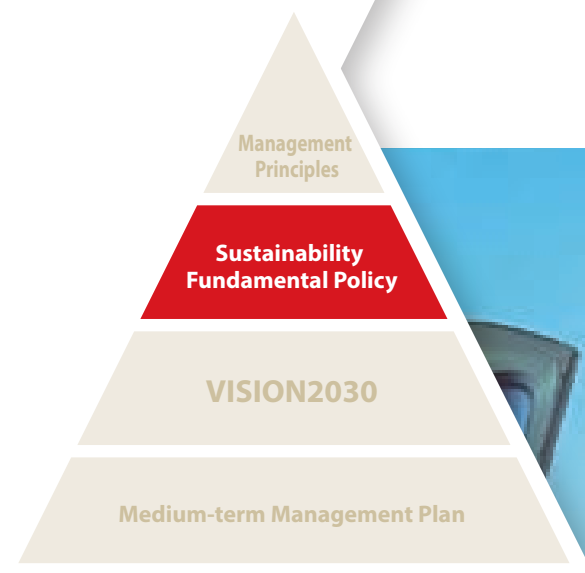 Management
Principles
Sustainability
Fundamental Policy
VISION2030
Medium-term Management Plan